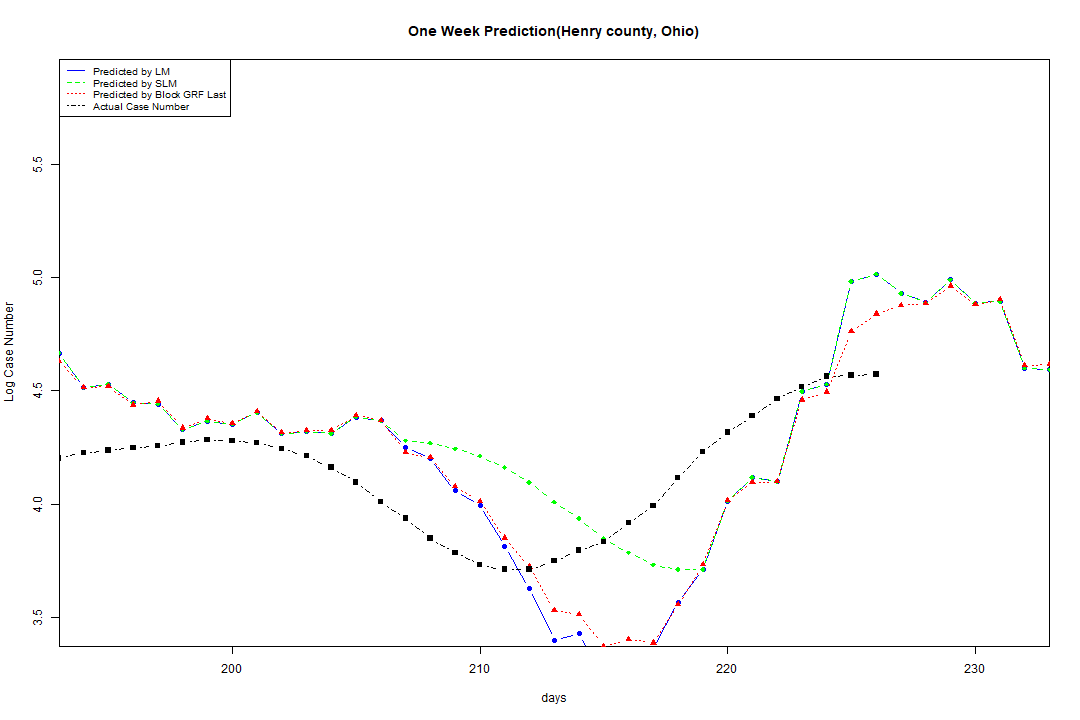 One Week Prediction(Henry county, Ohio)
Predicted by LM
Predicted by SLM
Predicted by Block GRF Last
Actual Case Number
5.5
5.0
4.5
4.0
3.5
Log Case Number
200 210 220 230
days